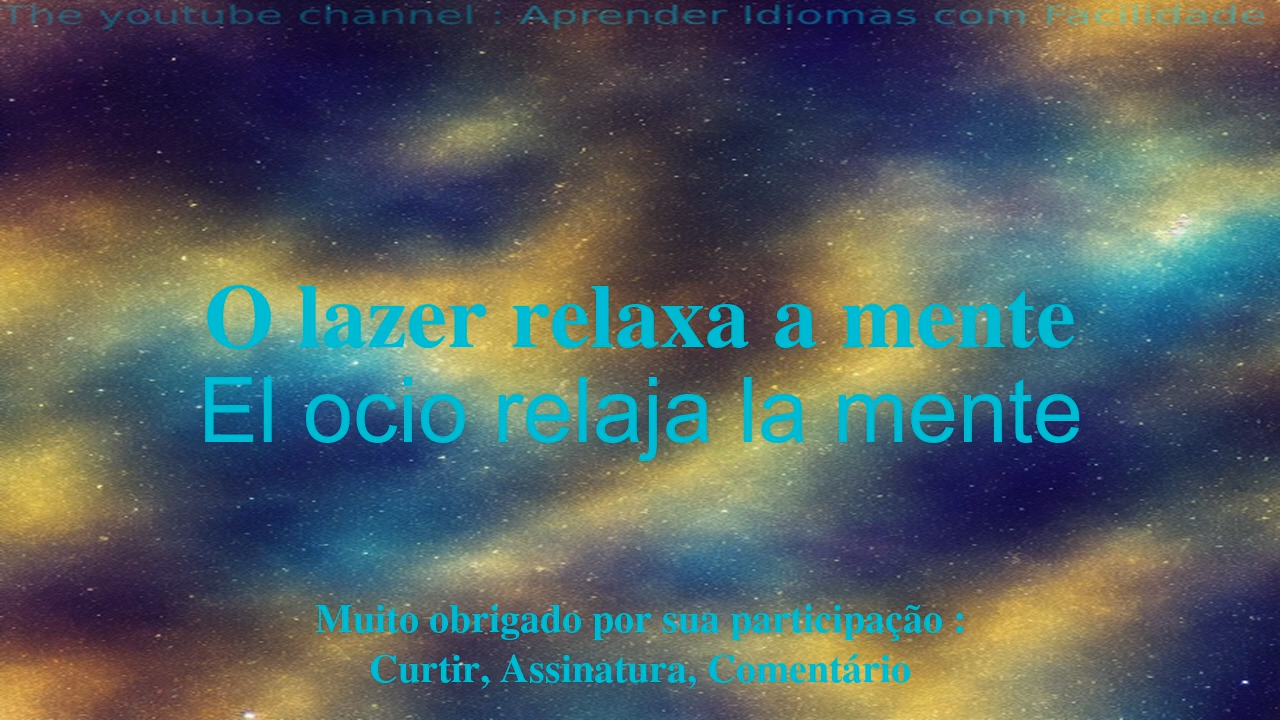 The youtube channel : Aprender Idiomas com Facilidade
O lazer relaxa a mente
El ocio relaja la mente
Muito obrigado por sua participação :
Curtir, Assinatura, Comentário